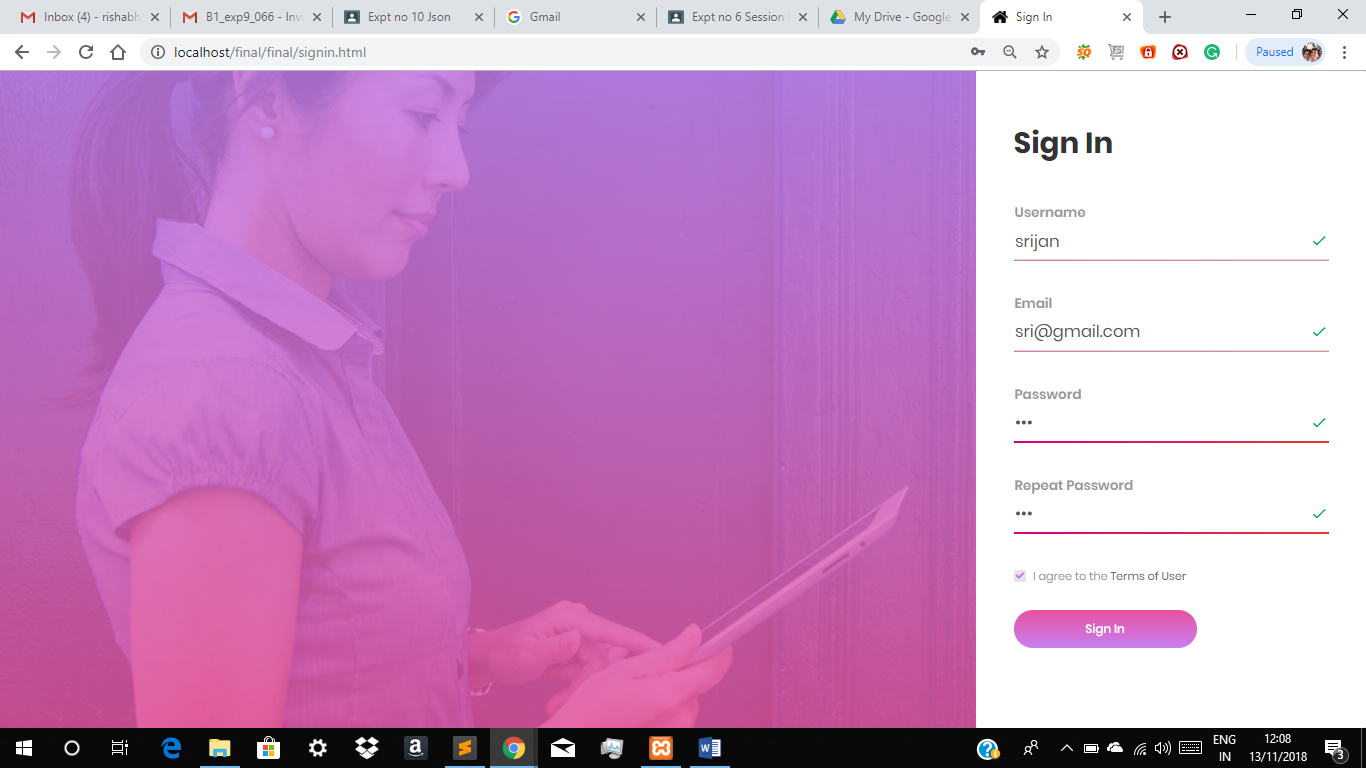 Inbox (4) - rishabh
B1_exp9_066 - Inv
Expt no 10 Json
Gmail
Expt no 6 Session
My Drive - Google
Sign In
localhost/final/final/signin.html
Paused
Sign In
Username
srijan
Email
sri@gmail.com
Password
•••
Repeat Password
•••
I agree to the Terms of User
Sign In
ENG
IN
12:08
13/11/2018
3